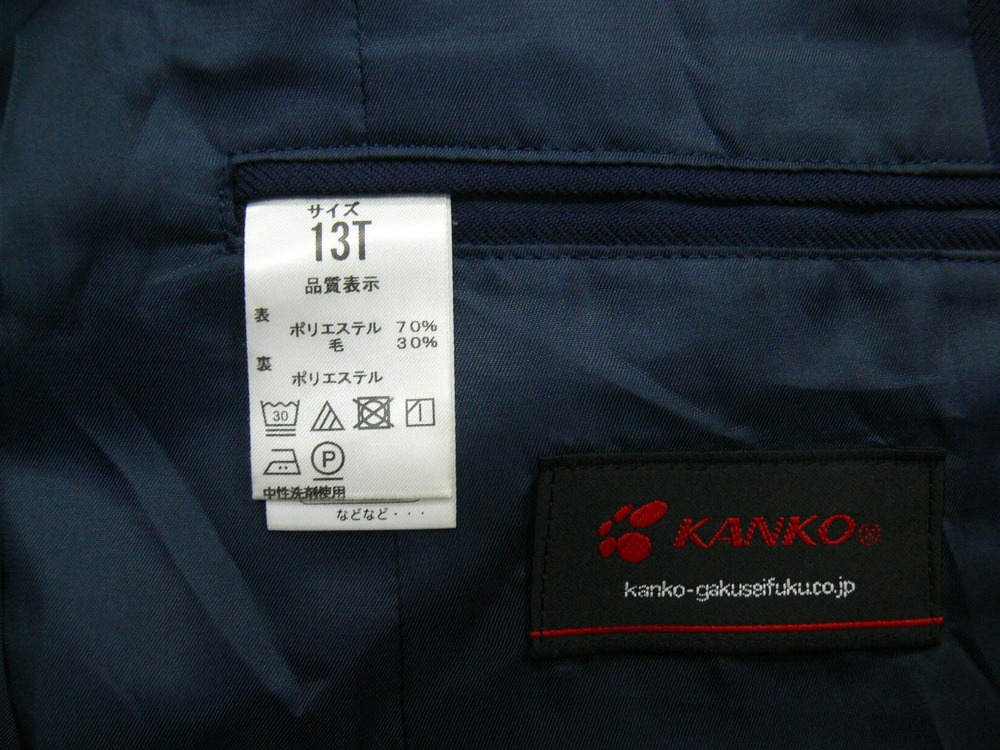 サイズ
13T
品質表示
表
ポリエステル 70%
毛 30%
裏
ポリエステル
30
P
中性洗剤使用
などなど・・・
KANKO®
kanko-gakuseifuku.co.jp